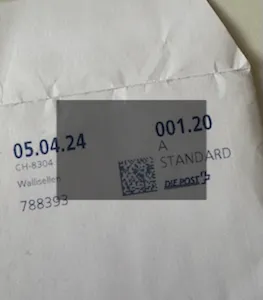 05.04.24
CH-8304
Wallisellen
788393
001.20
A
STANDARD
DIE POST